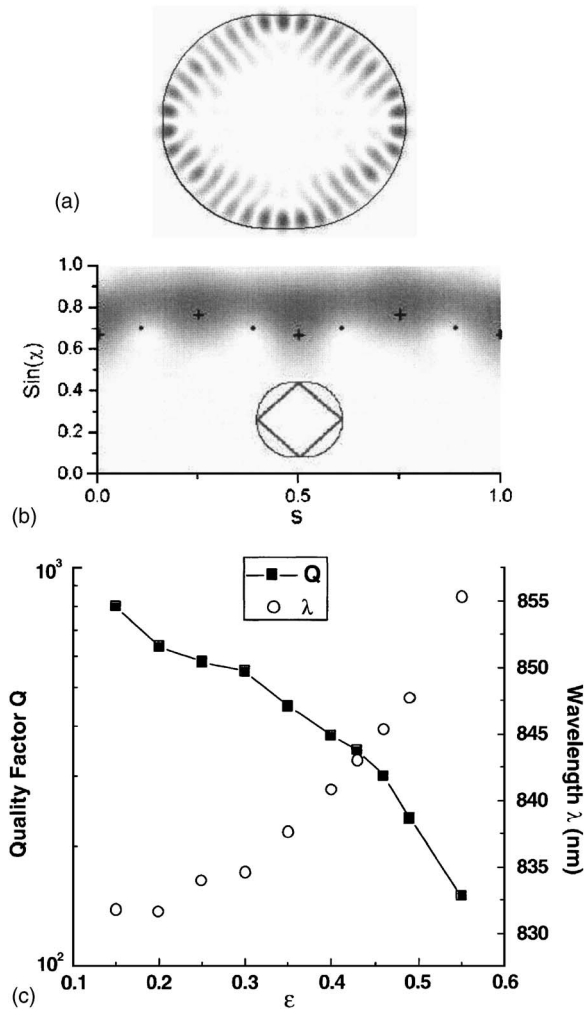 (a)
1.0
0.8
0.6
0.4
0.2
0.0
Sin(χ)
0.0
0.5
1.0
S
(b)
10³
10²
Quality Factor Q
Q
λ
855
850
845
840
835
830
Wavelength λ (nm)
0.1
0.2
0.3
0.4
0.5
0.6
ε
(c)